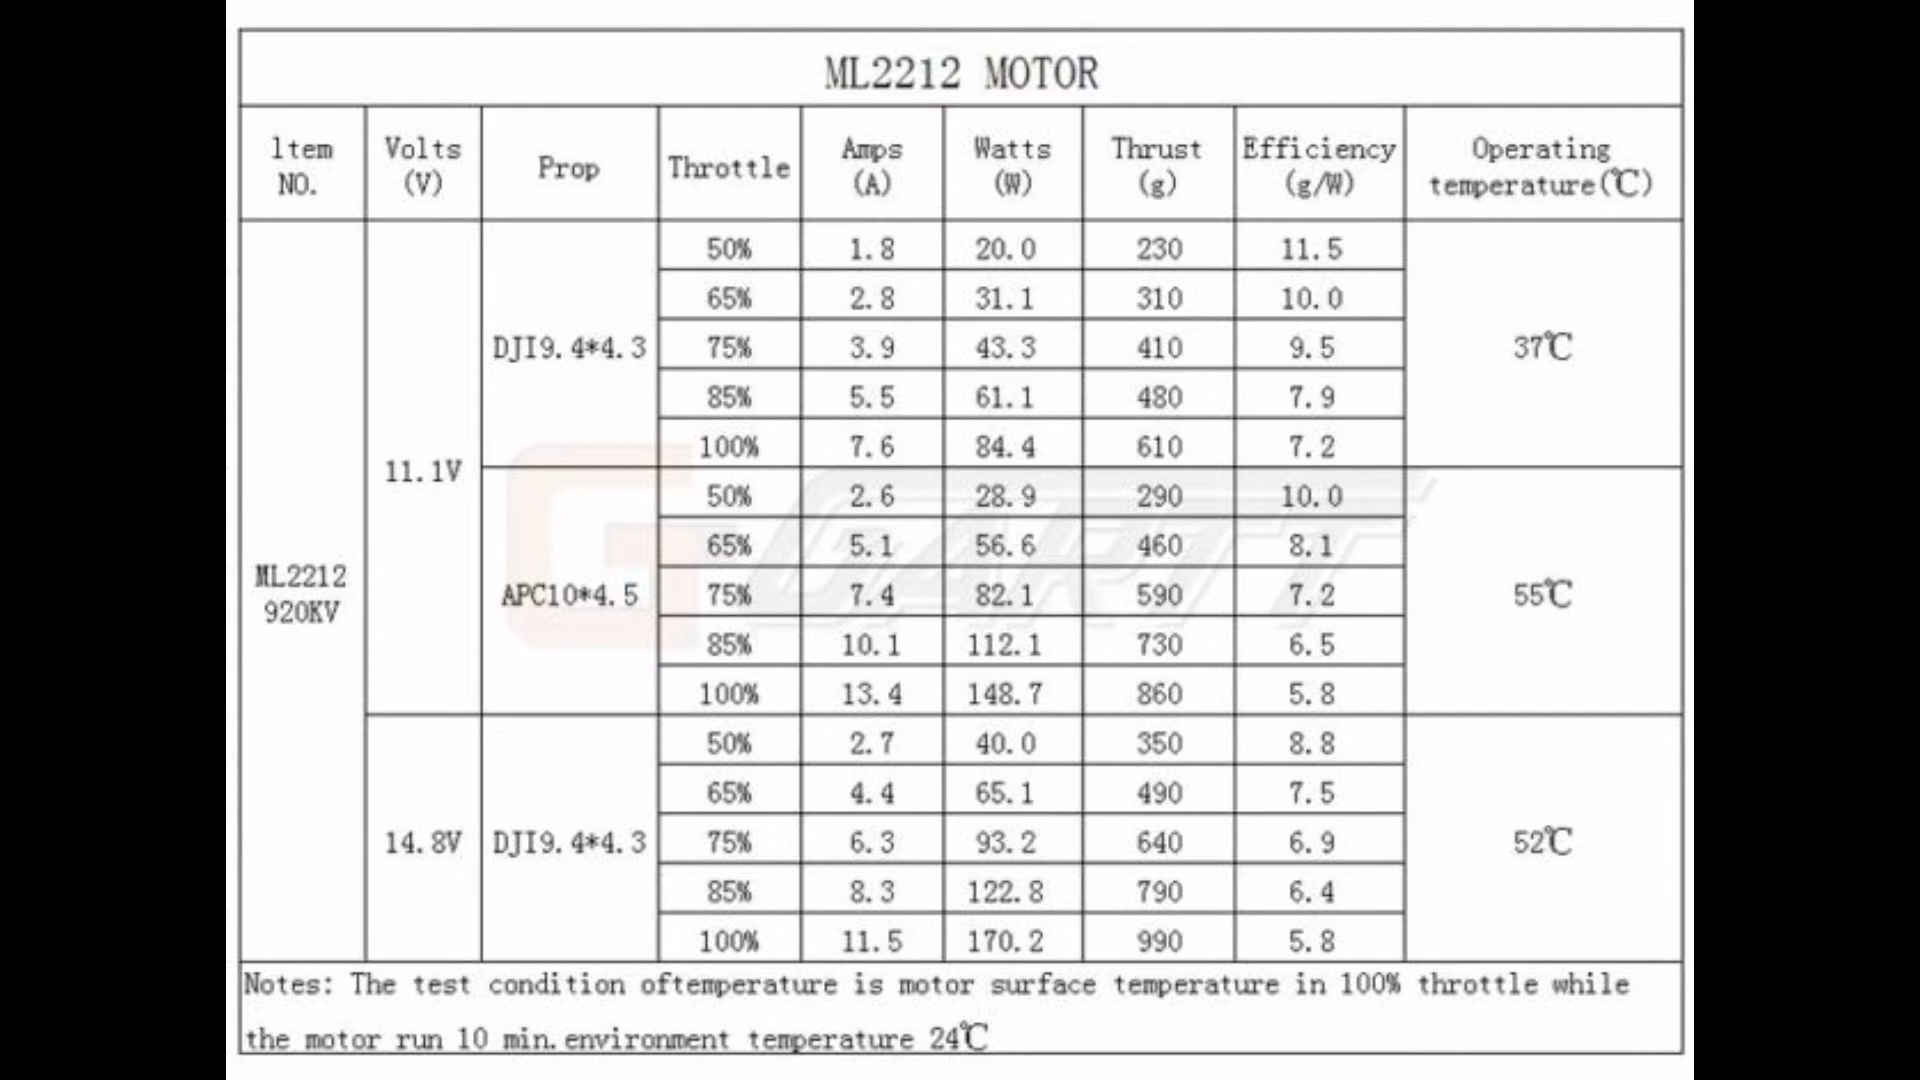 ML2212 MOTOR
ltem NO. Volts (V) Prop Throttle Amps (A) Watts (W) Thrust (g) Efficiency (g/W) Operating temperature(℃)
ML2212 920KV 11.1V DJI9.4*4.3 50% 1.8 20.0 230 11.5 37℃
65% 2.8 31.1 310 10.0
75% 3.9 43.3 410 9.5
85% 5.5 61.1 480 7.9
100% 7.6 84.4 610 7.2
APC10*4.5 50% 2.6 28.9 290 10.0 55℃
65% 5.1 56.6 460 8.1
75% 7.4 82.1 590 7.2
85% 10.1 112.1 730 6.5
100% 13.4 148.7 860 5.8
14.8V DJI9.4*4.3 50% 2.7 40.0 350 8.8 52℃
65% 4.4 65.1 490 7.5
75% 6.3 93.2 640 6.9
85% 8.3 122.8 790 6.4
100% 11.5 170.2 990 5.8
Notes: The test condition oftemperature is motor surface temperature in 100% throttle while
the motor run 10 min.environment temperature 24℃
GARTT